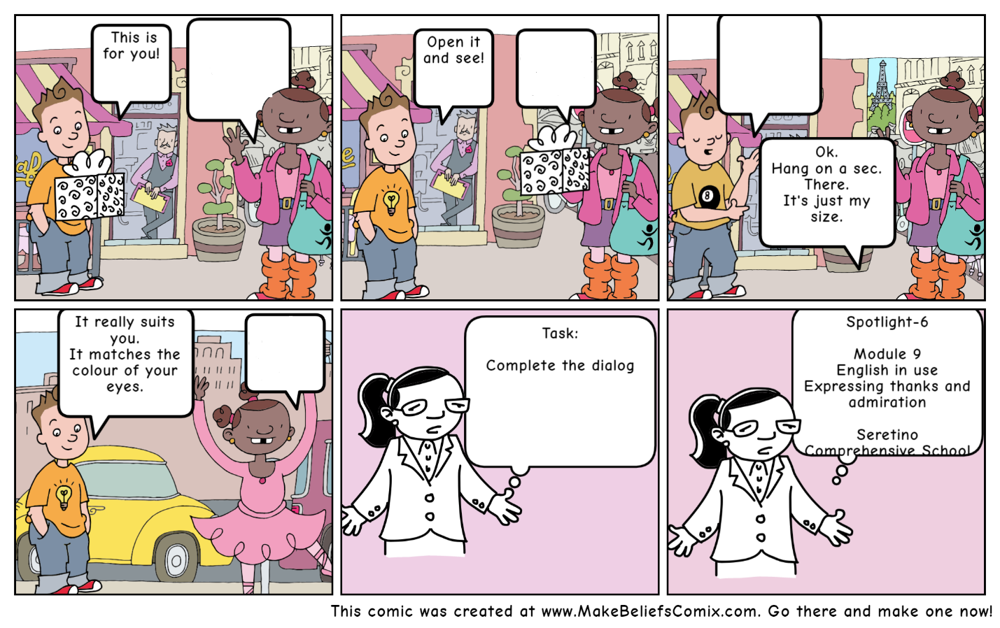 This is
for you!
Open it
and see!
Ok.
Hang on a sec.
There.
It's just my
size.
8
It really suits
you.
It matches the
colour of your
eyes.
Task:
Complete the dialog
Spotlight-6
Module 9
English in use
Expressing thanks and
admiration
Seretino
Comprehensive School
This comic was created at www.MakeBeliefsComix.com. Go there and make one now!